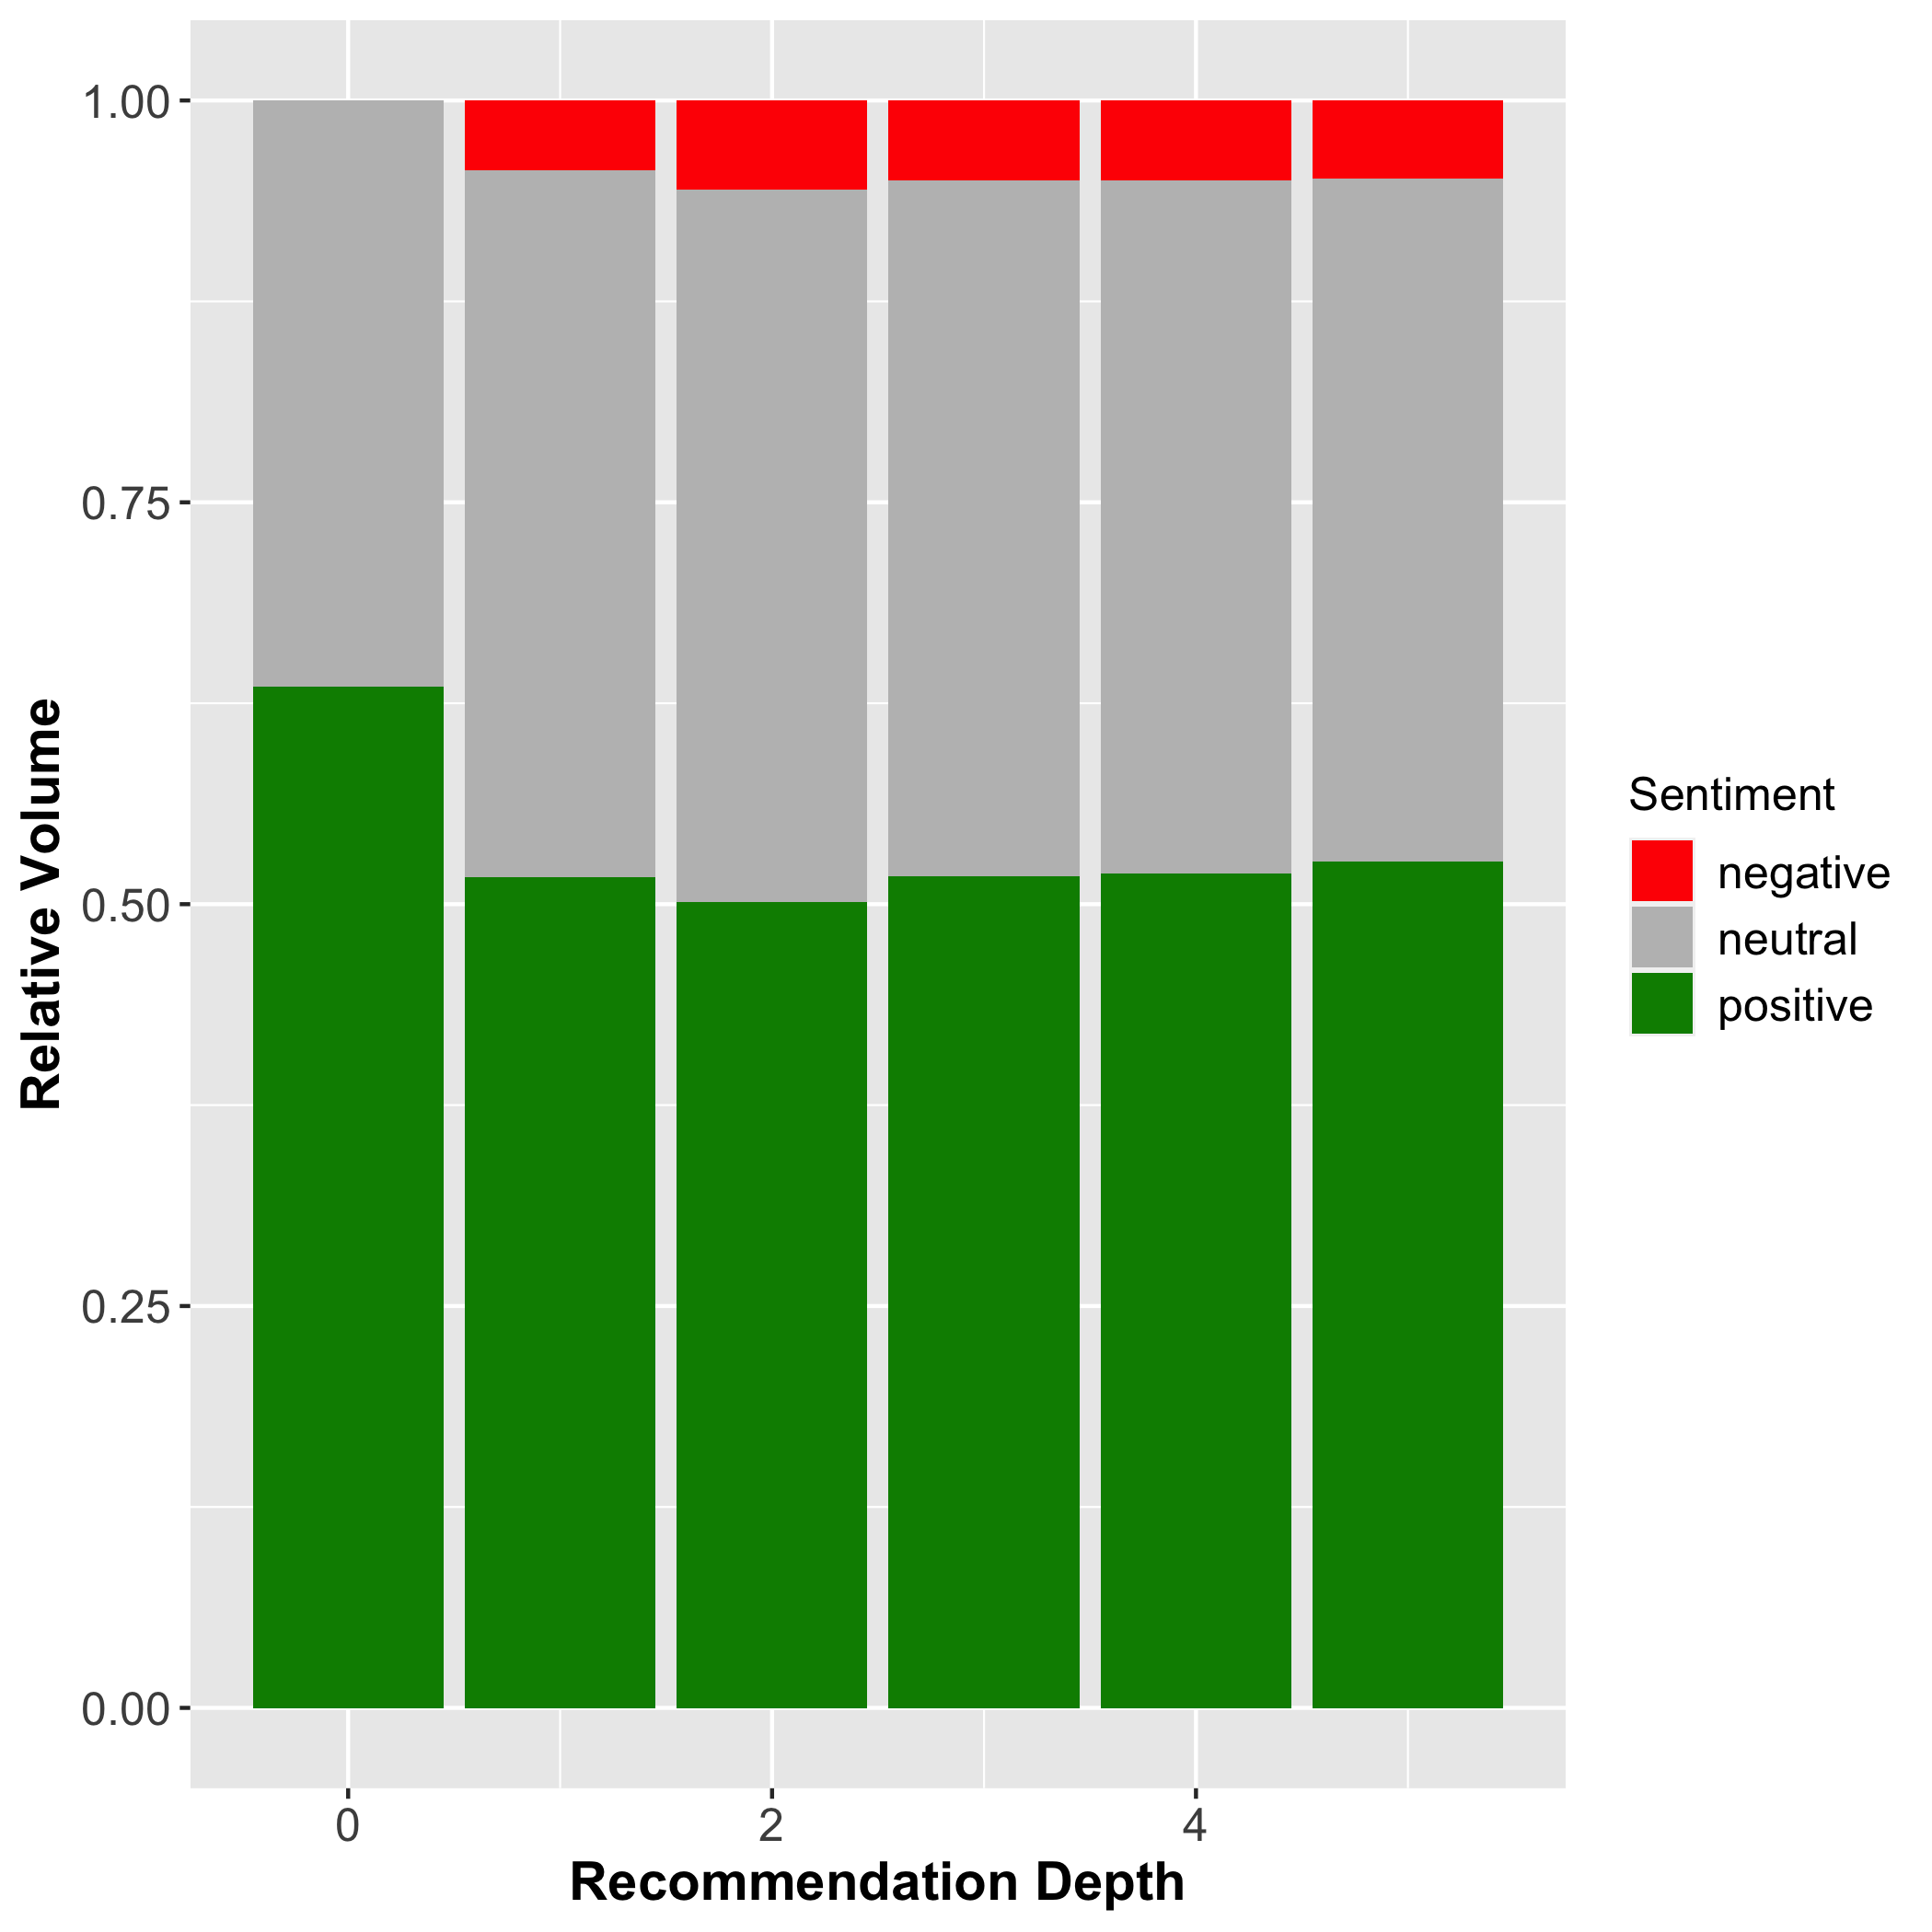 1.00
0.75
0.50
0.25
0.00
Relative Volume
0 2 4
Recommendation Depth
Sentiment
negative
neutral
positive